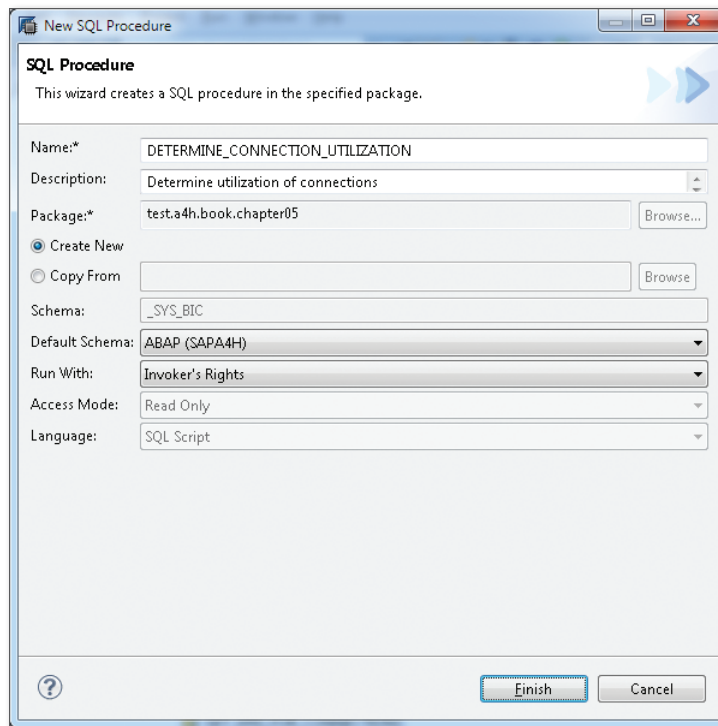 New SQL Procedure
SQL Procedure
This wizard creates a SQL procedure in the specified package.
Name:* DETERMINE_CONNECTION_UTILIZATION
Description: Determine utilization of connections
Package:* test.a4h.book.chapter05 Browse...
Create New
Copy From Browse
Schema: _SYS_BIC
Default Schema: ABAP (SAPA4H)
Run With: Invoker's Rights
Access Mode: Read Only
Language: SQL Script
? Finish Cancel